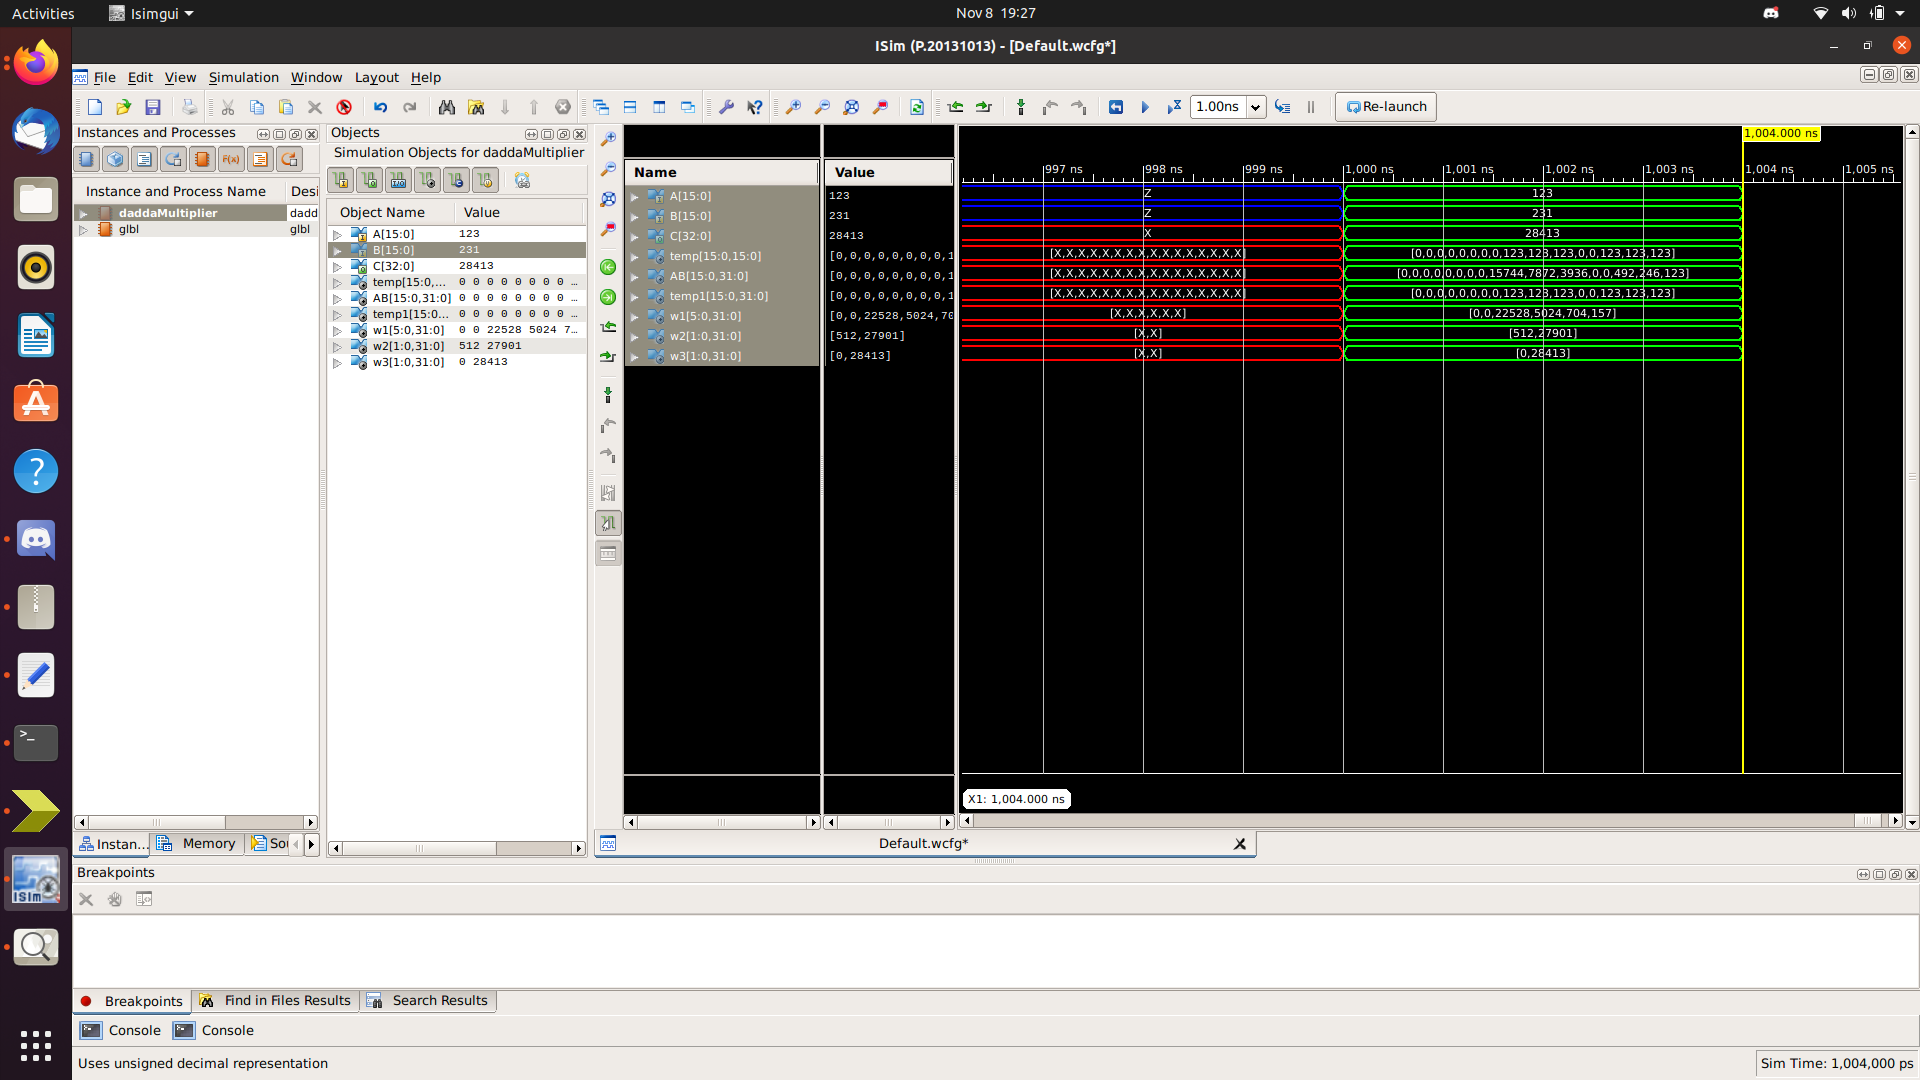 Activities
Isimgui
Nov 8 19:27
ISim (P.20131013) - [Default.wcfg*]
File Edit View Simulation Window Layout Help
1.00ns
Re-launch
Instances and Processes
Instance and Process Name Desi
daddaMultiplier dadd
glbl glbl
Instan... Memory Sou
Objects
Simulation Objects for daddaMultiplier
Object Name Value
A[15:0] 123
B[15:0] 231
C[32:0] 28413
temp[15:0,... 0 0 0 0 0 0 0 ...
AB[15:0,31:0] 0 0 0 0 0 0 0 ...
temp1[15:0... 0 0 0 0 0 0 0 ...
w1[5:0,31:0] 0 0 22528 5024 7...
w2[1:0,31:0] 512 27901
w3[1:0,31:0] 0 28413
1,004.000 ns
Name Value
997 ns 998 ns 999 ns 1,000 ns 1,001 ns 1,002 ns 1,003 ns 1,004 ns 1,005 ns
A[15:0] 123 Z 123
B[15:0] 231 Z 231
C[32:0] 28413 X 28413
temp[15:0,15:0] [0,0,0,0,0,0,0,0,1 [X,X,X,X,X,X,X,X,X,X,X,X,X,X,X,X] [0,0,0,0,0,0,0,0,123,123,123,0,0,123,123,123]
AB[15:0,31:0] [0,0,0,0,0,0,0,0,1 [X,X,X,X,X,X,X,X,X,X,X,X,X,X,X,X] [0,0,0,0,0,0,0,0,15744,7872,3936,0,0,492,246,123]
temp1[15:0,31:0] [0,0,0,0,0,0,0,0,1 [X,X,X,X,X,X,X,X,X,X,X,X,X,X,X,X] [0,0,0,0,0,0,0,0,123,123,123,0,0,123,123,123]
w1[5:0,31:0] [0,0,22528,5024,70 [X,X,X,X,X,X] [0,0,22528,5024,704,157]
w2[1:0,31:0] [512,27901] [X,X] [512,27901]
w3[1:0,31:0] [0,28413] [X,X] [0,28413]
X1: 1,004.000 ns
Default.wcfg*
Breakpoints
Breakpoints Find in Files Results Search Results
Console Console
Uses unsigned decimal representation
Sim Time: 1,004,000 ps